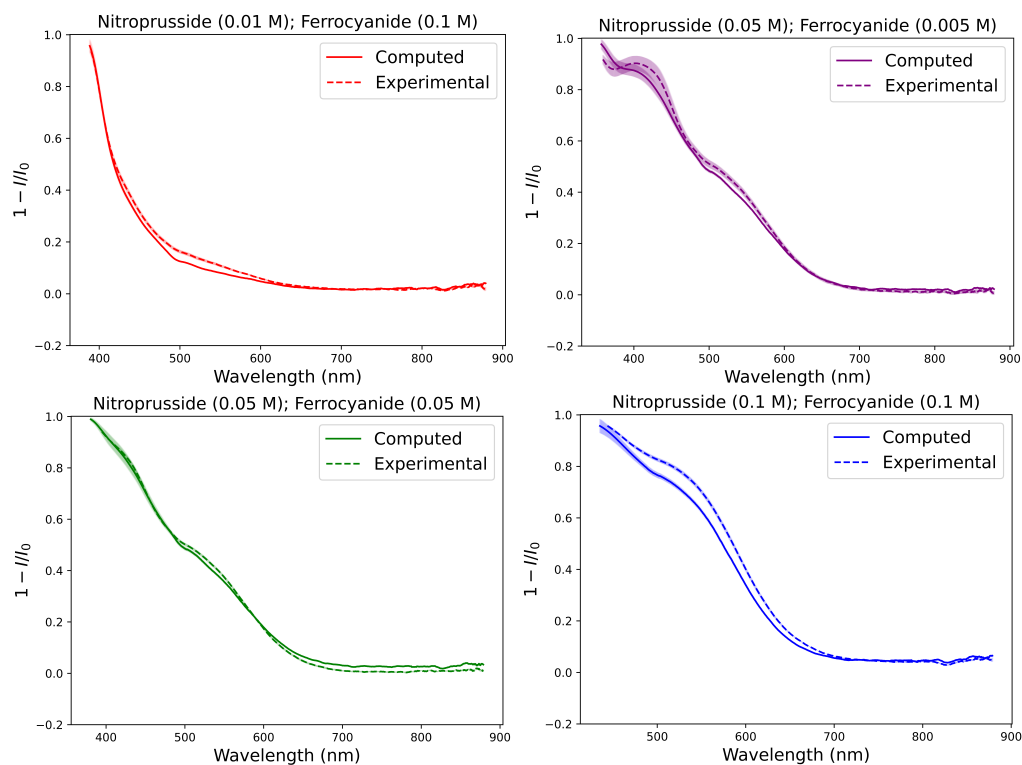 Nitroprusside (0.01 M); Ferrocyanide (0.1 M)
1.0
0.8
0.6
0.4
0.2
0.0
−0.2
1 − I/I0
Computed
Experimental
400 500 600 700 800 900
Wavelength (nm)
Nitroprusside (0.05 M); Ferrocyanide (0.005 M)
1.0
0.8
0.6
0.4
0.2
0.0
−0.2
1 − I/I0
Computed
Experimental
400 500 600 700 800 900
Wavelength (nm)
Nitroprusside (0.05 M); Ferrocyanide (0.05 M)
1.0
0.8
0.6
0.4
0.2
0.0
−0.2
1 − I/I0
Computed
Experimental
400 500 600 700 800 900
Wavelength (nm)
Nitroprusside (0.1 M); Ferrocyanide (0.1 M)
1.0
0.8
0.6
0.4
0.2
0.0
−0.2
1 − I/I0
Computed
Experimental
500 600 700 800 900
Wavelength (nm)